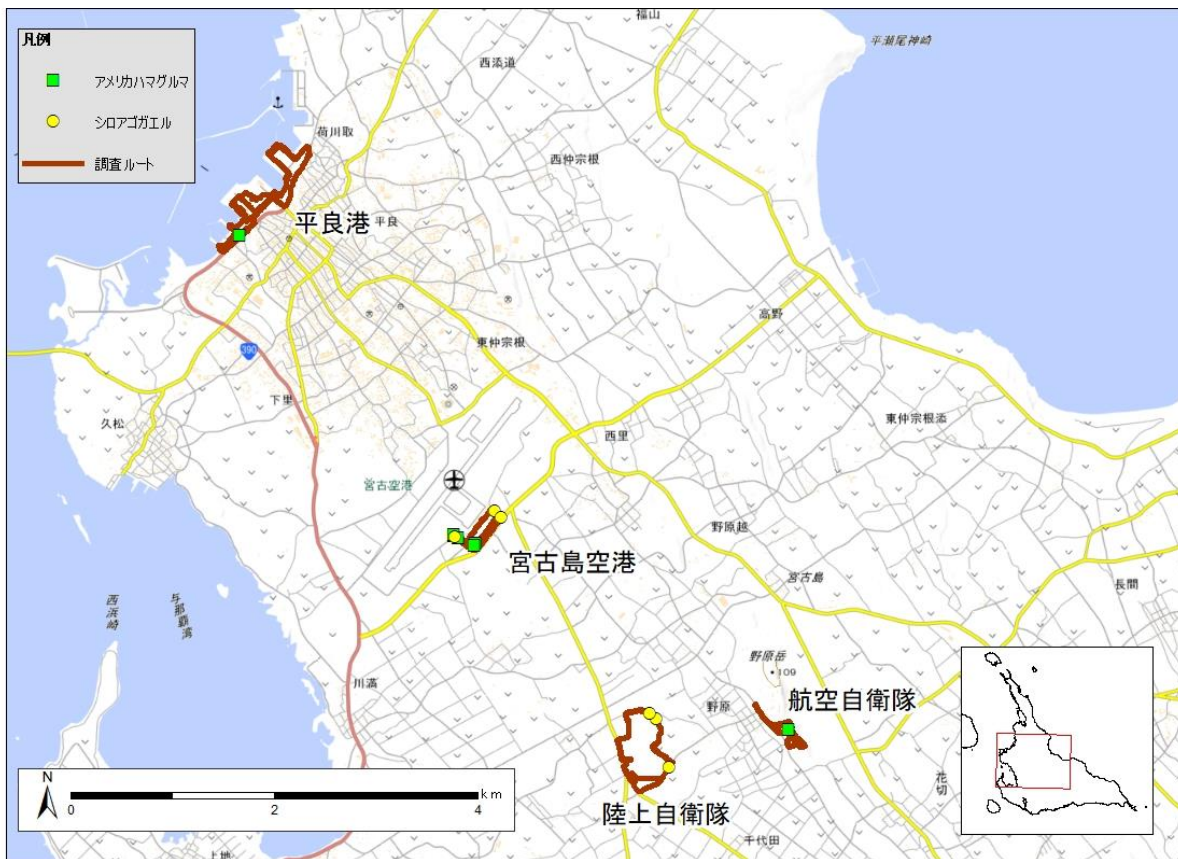 凡例
アメリカハマグルマ
シロアゴガエル
調査ルート
福山
平瀬尾神崎
西添道
荷川取
西仲宗根
平良港
平良
高野
東仲宗根
390
下里
久松
西里
東仲宗根添
宮古空港
野原越
宮古島空港
宮古島
長間
西浜崎
与那覇湾
野原岳
109
川満
野原
航空自衛隊
花切
N
0 2 4 km
陸上自衛隊
千代田
上地